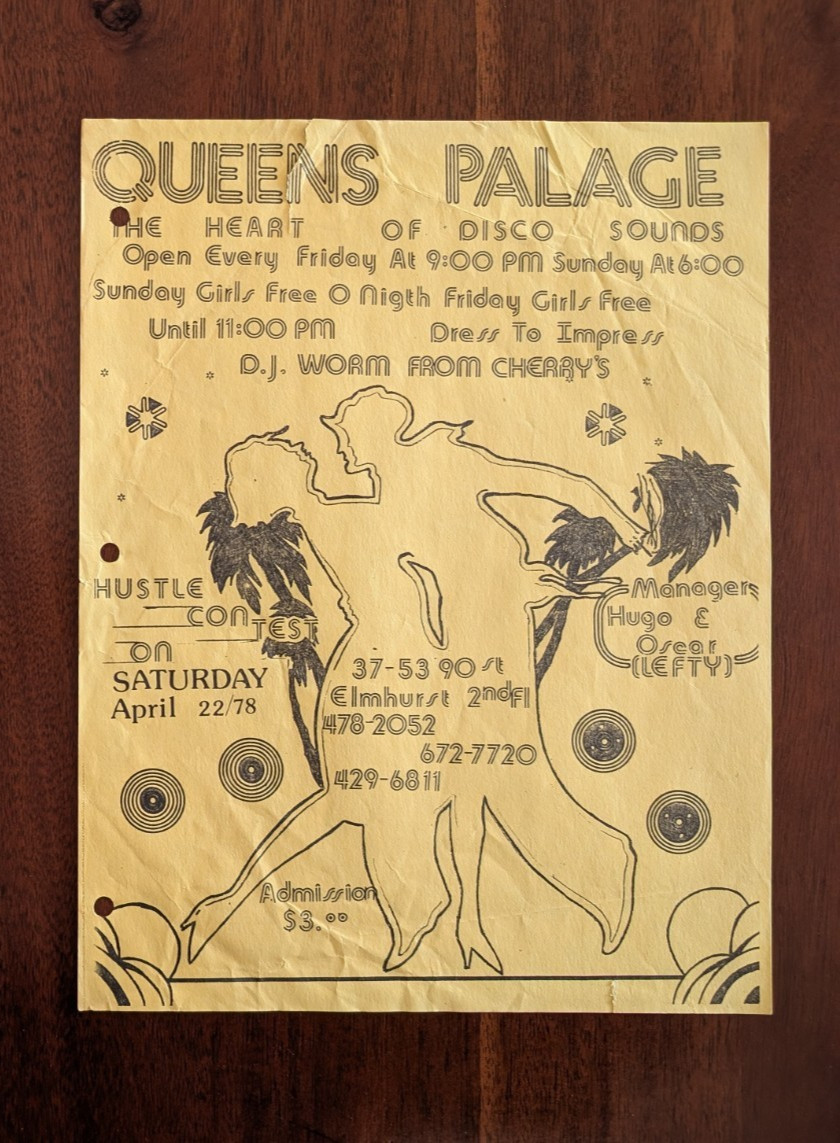 QUEENS PALAGE
THE HEART OF DISCO SOUNDS
Open Every Friday At 9:00 PM Sunday At 6:00
Sunday Girls Free O Nigth Friday Girls Free
Until 11:00 PM Dress To Impress
D.J. WORM FROM CHERRY'S
HUSTLE
CONTEST
ON
SATURDAY
April 22/78
Managers
Hugo &
Oscar
(LEFTY)
37-53 90 st
Elmhurst 2nd Fl
478-2052
672-7720
429-6811
Admission
$3.00